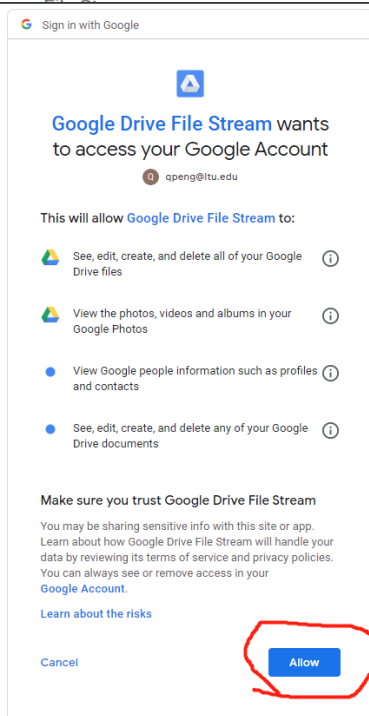 Sign in with Google
Google Drive File Stream wants
to access your Google Account
Q qpeng@ltu.edu
This will allow Google Drive File Stream to:
See, edit, create, and delete all of your Google
Drive files
View the photos, videos and albums in your
Google Photos
View Google people information such as profiles
and contacts
See, edit, create, and delete any of your Google
Drive documents
Make sure you trust Google Drive File Stream
You may be sharing sensitive info with this site or app.
Learn about how Google Drive File Stream will handle your
data by reviewing its terms of service and privacy policies.
You can always see or remove access in your
Google Account.
Learn about the risks
Cancel
Allow